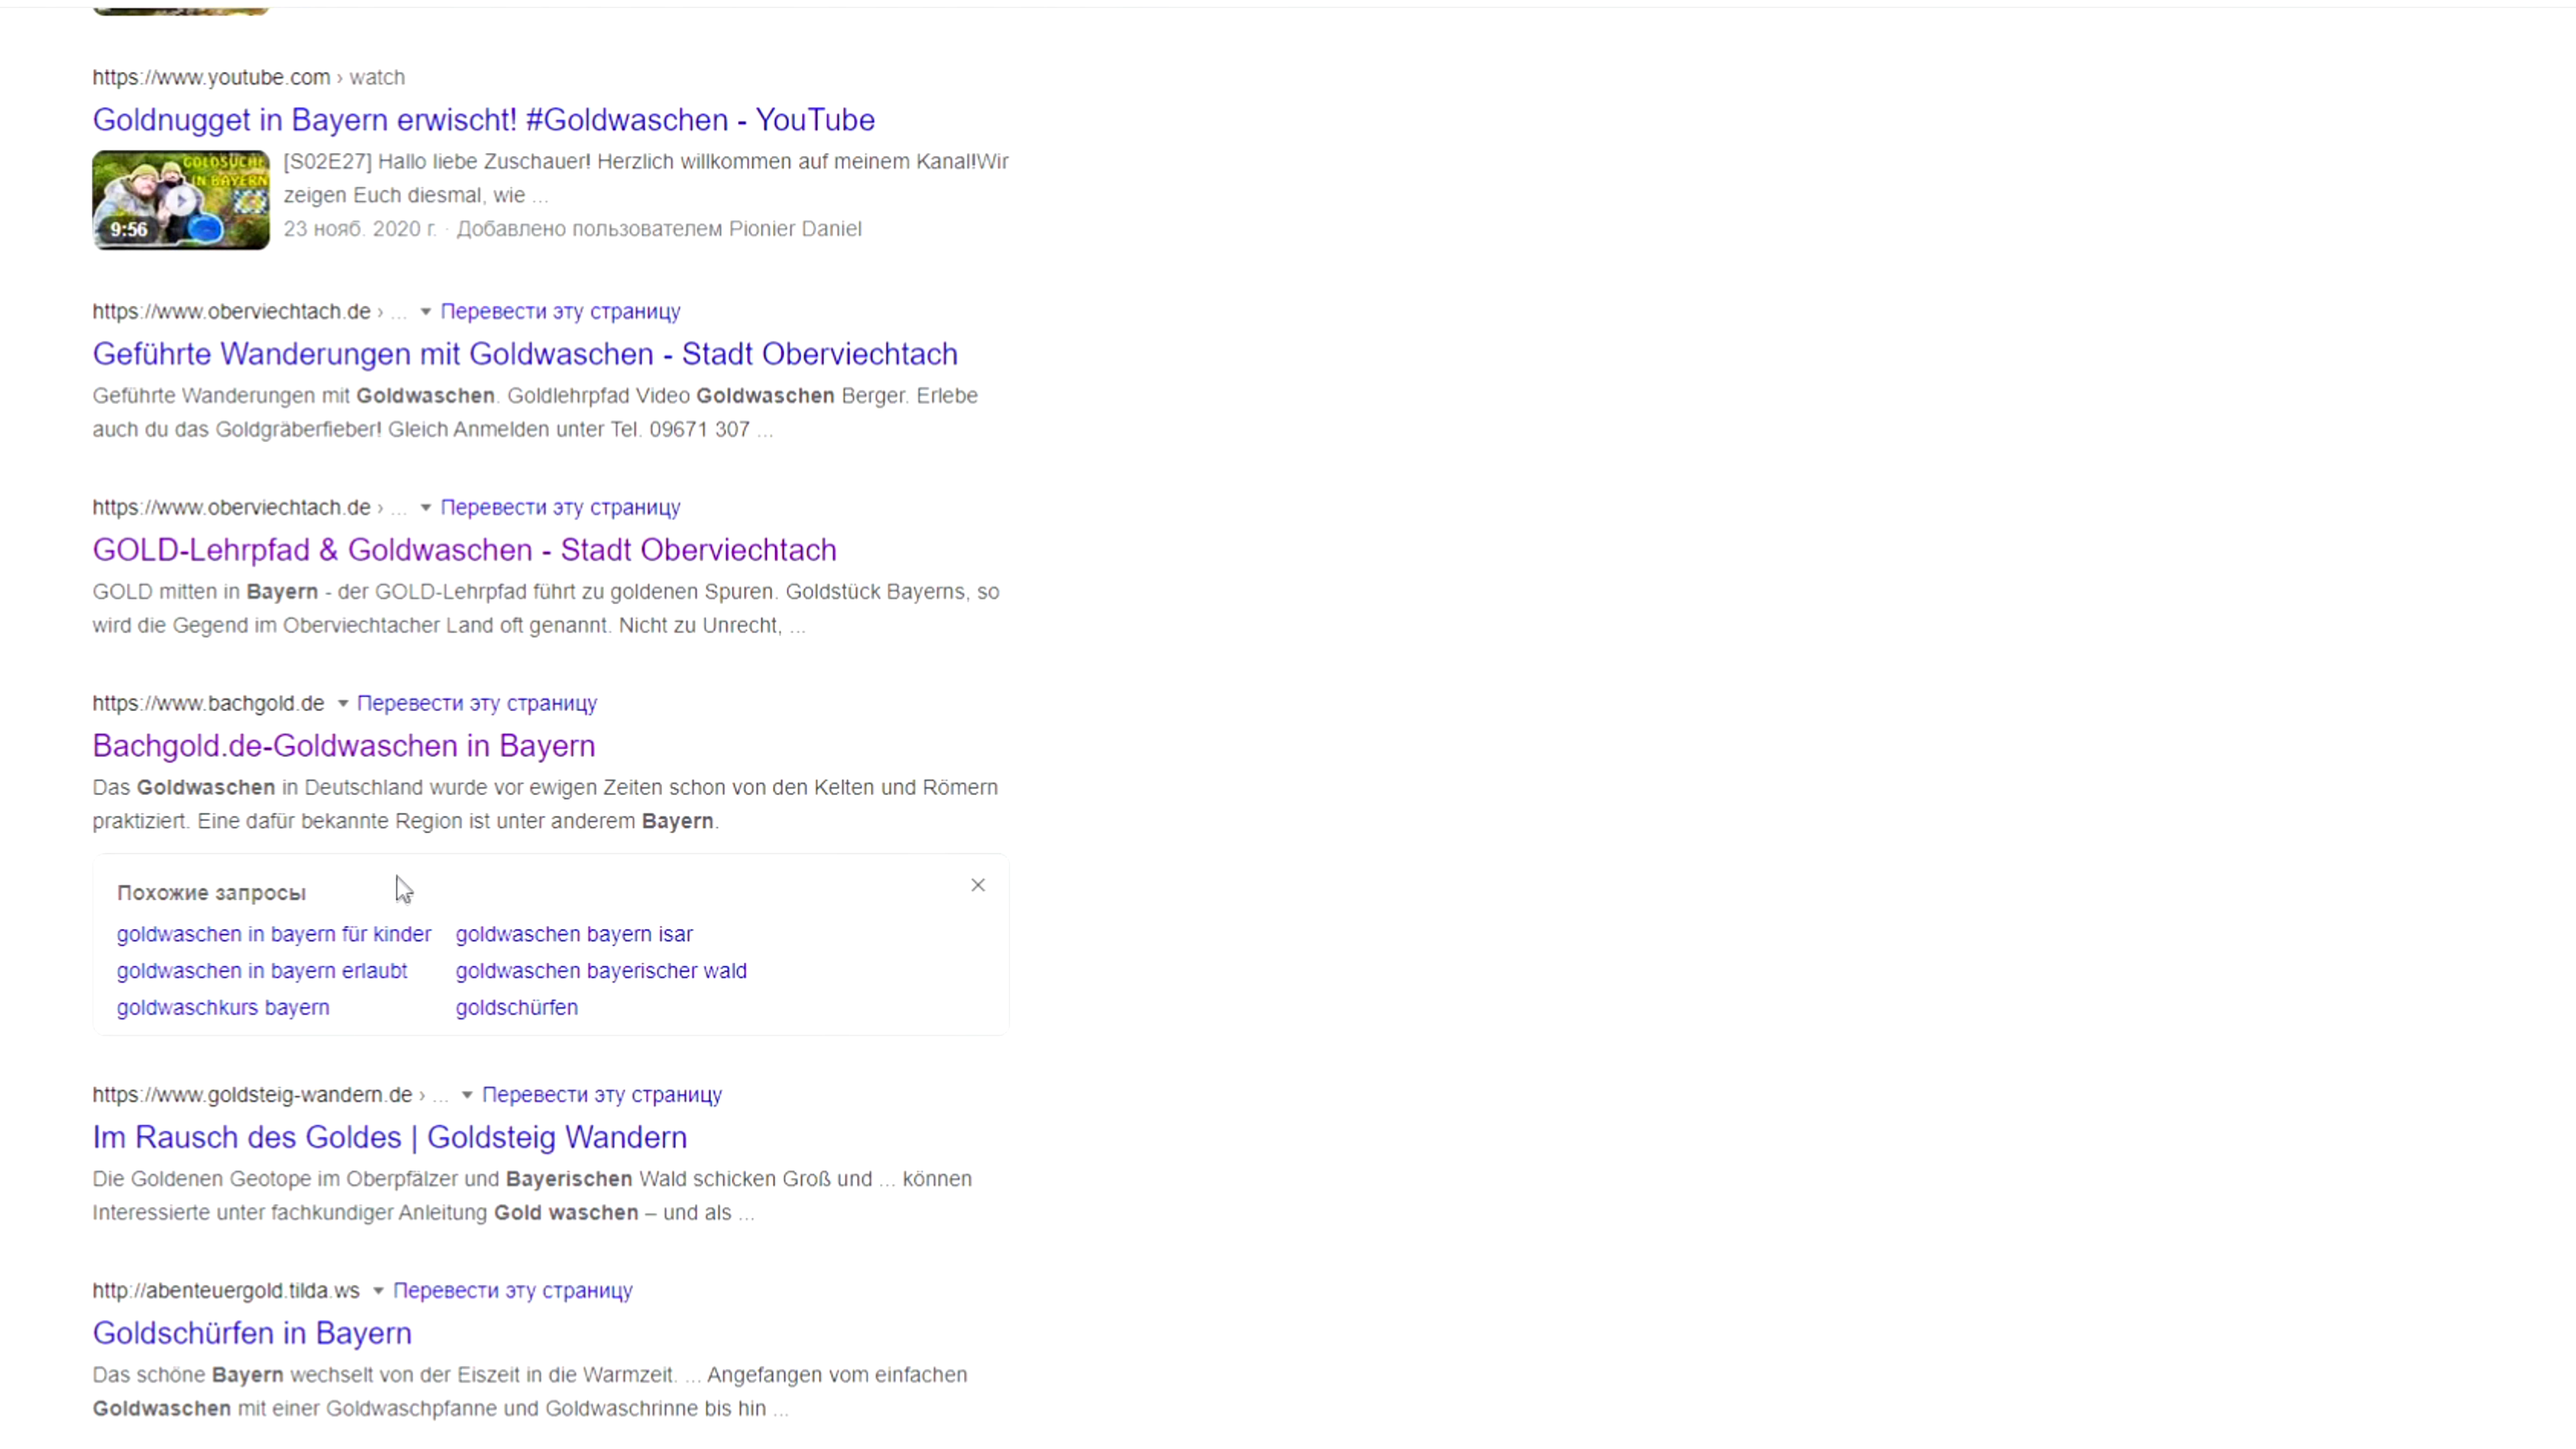 https://www.youtube.com › watch
Goldnugget in Bayern erwischt! #Goldwaschen - YouTube
GOLDSUCHE
IN BAYERN
9:56
[S02E27] Hallo liebe Zuschauer! Herzlich willkommen auf meinem Kanal!Wir
zeigen Euch diesmal, wie ...
23 нояб. 2020 г. · Добавлено пользователем Pionier Daniel
https://www.oberviechtach.de › ... Перевести эту страницу
Geführte Wanderungen mit Goldwaschen - Stadt Oberviechtach
Geführte Wanderungen mit Goldwaschen. Goldlehrpfad Video Goldwaschen Berger. Erlebe
auch du das Goldgräberfieber! Gleich Anmelden unter Tel. 09671 307 ...
https://www.oberviechtach.de › ... Перевести эту страницу
GOLD-Lehrpfad & Goldwaschen - Stadt Oberviechtach
GOLD mitten in Bayern - der GOLD-Lehrpfad führt zu goldenen Spuren. Goldstück Bayerns, so
wird die Gegend im Oberviechtacher Land oft genannt. Nicht zu Unrecht, ...
https://www.bachgold.de Перевести эту страницу
Bachgold.de-Goldwaschen in Bayern
Das Goldwaschen in Deutschland wurde vor ewigen Zeiten schon von den Kelten und Römern
praktiziert. Eine dafür bekannte Region ist unter anderem Bayern.
Похожие запросы
goldwaschen in bayern für kinder goldwaschen bayern isar
goldwaschen in bayern erlaubt goldwaschen bayerischer wald
goldwaschkurs bayern goldschürfen
https://www.goldsteig-wandern.de › ... Перевести эту страницу
Im Rausch des Goldes | Goldsteig Wandern
Die Goldenen Geotope im Oberpfälzer und Bayerischen Wald schicken Groß und ... können
Interessierte unter fachkundiger Anleitung Gold waschen – und als ...
http://abenteuergold.tilda.ws Перевести эту страницу
Goldschürfen in Bayern
Das schöne Bayern wechselt von der Eiszeit in die Warmzeit. ... Angefangen vom einfachen
Goldwaschen mit einer Goldwaschpfanne und Goldwaschrinne bis hin ...